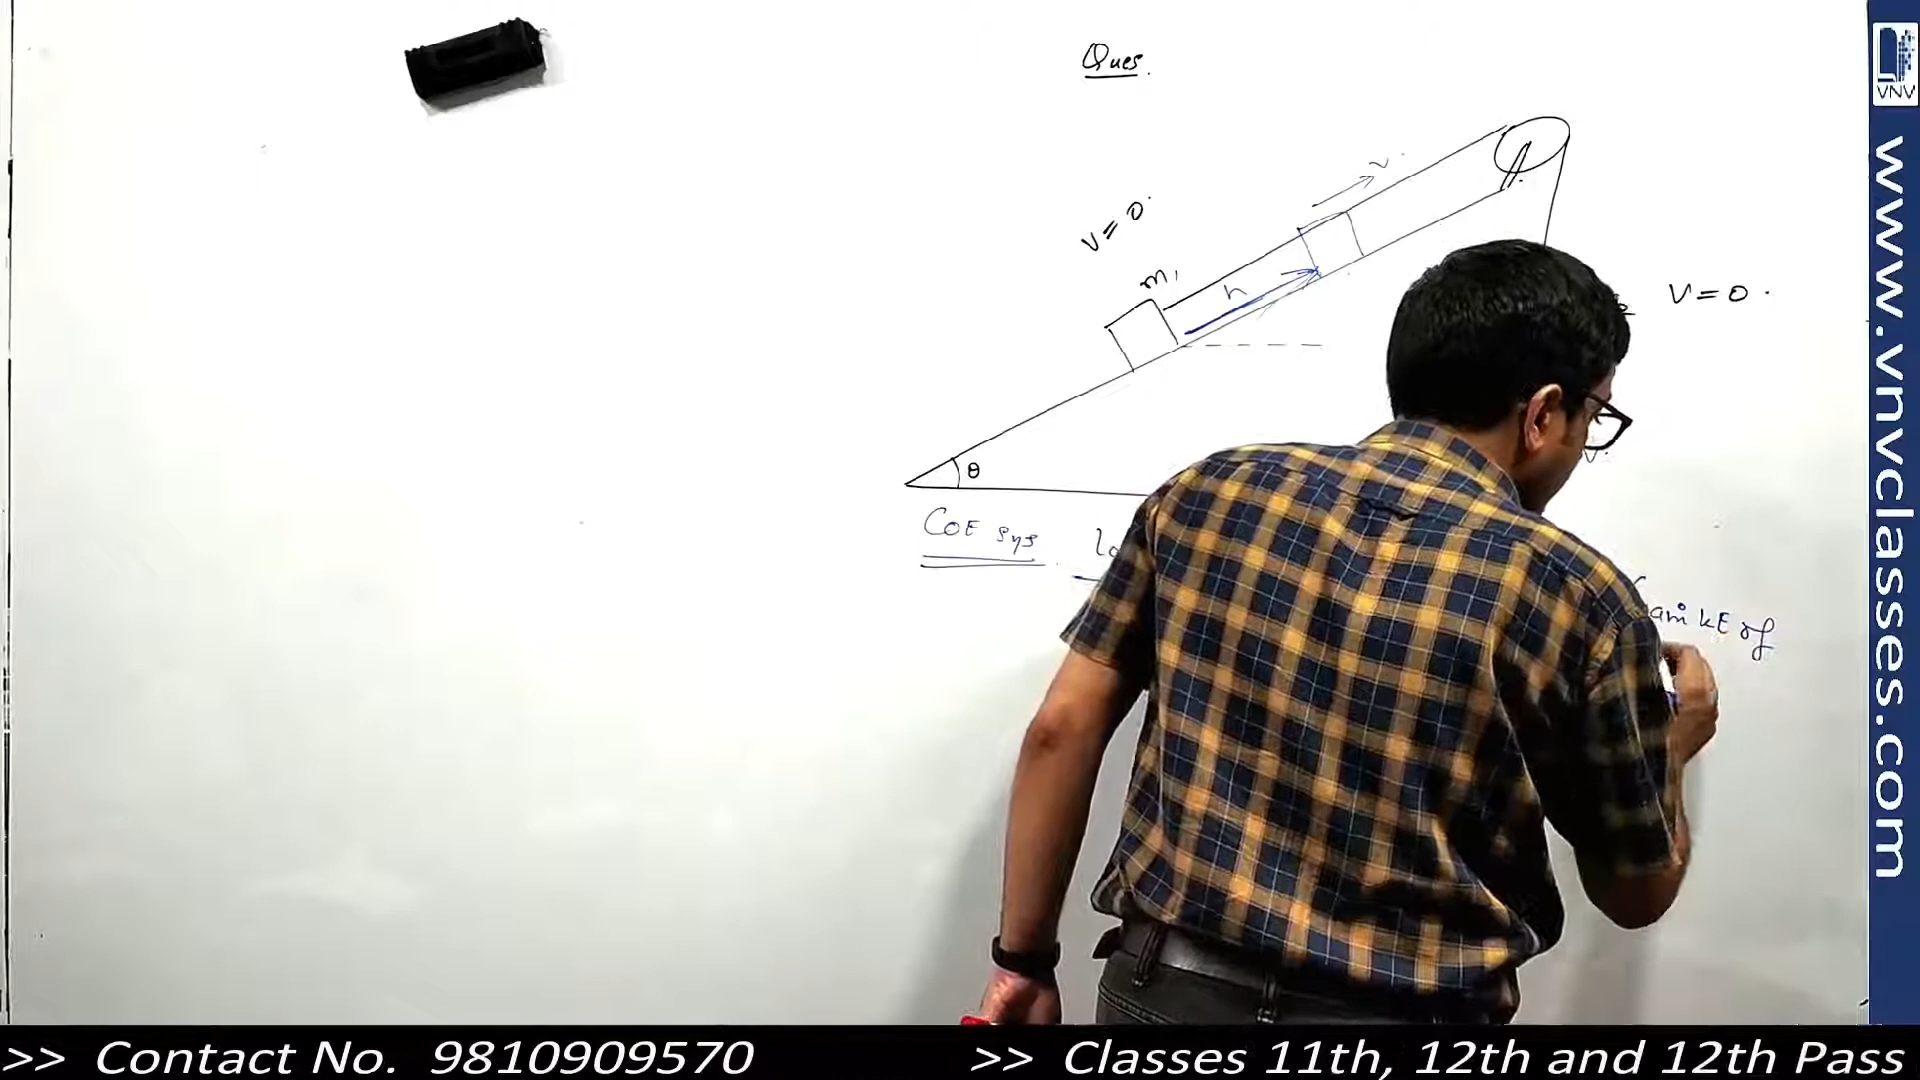 Ques.
v
v = 0
m1
h
V = 0
θ
v
COE sys
KE of
VNV
www.vnvclasses.com
>> Contact No. 9810909570 >> Classes 11th, 12th and 12th Pass